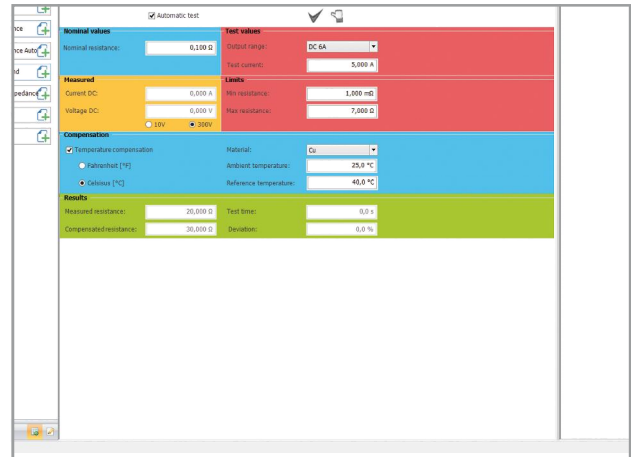 Automatic test
nce
nce Auto
d
pedance
Nominal values
Nominal resistance: 0,100 Ω
Test values
Output range: DC 6A
Test current: 5,000 A
Measured
Current DC: 0,000 A
Voltage DC: 0,000 V
10V 300V
Limits
Min resistance: 1,000 mΩ
Max resistance: 7,000 Ω
Compensation
Temperature compensation
Fahrenheit [°F]
Celsisus [°C]
Material: Cu
Ambient temperature: 25,0 °C
Reference temperature: 40,0 °C
Results
Measured resistance: 20,000 Ω
Compensated resistance: 30,000 Ω
Test time: 0,0 s
Deviation: 0,0 %